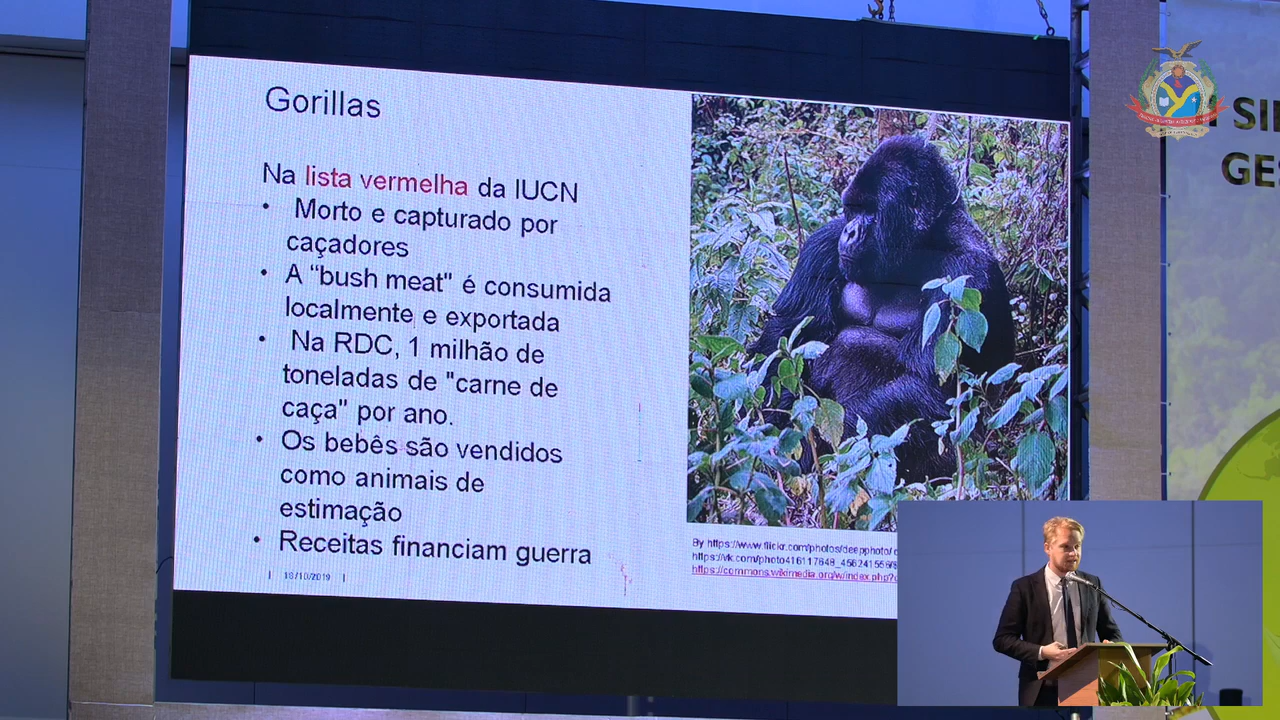 Gorillas
Na lista vermelha da IUCN
• Morto e capturado por
caçadores
• A “bush meat" é consumida
localmente e exportada
• Na RDC, 1 milhão de
toneladas de "carne de
caça" por ano.
• Os bebês são vendidos
como animais de
estimação
• Receitas financiam guerra
| 18/10/2019 |
By https://www.flickr.com/photos/deepphoto/
https://vk.com/photo416117648_456241556/
https://commons.wikimedia.org/w/index.php?
SI
GE